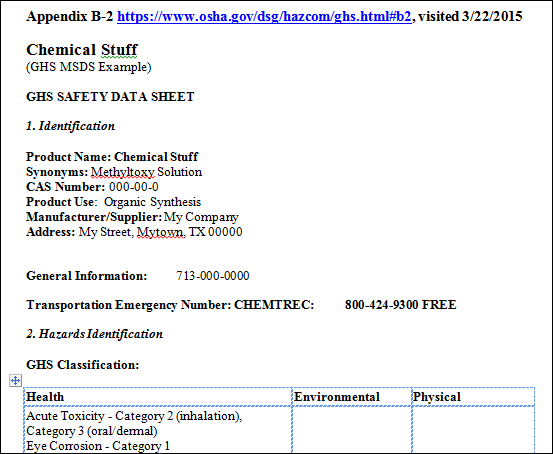 Appendix B-2 https://www.osha.gov/dsg/hazcom/ghs.html#b2, visited 3/22/2015
Chemical Stuff
(GHS MSDS Example)
GHS SAFETY DATA SHEET
1. Identification
Product Name: Chemical Stuff
Synonyms: Methyltoxy Solution
CAS Number: 000-00-0
Product Use: Organic Synthesis
Manufacturer/Supplier: My Company
Address: My Street, Mytown, TX 00000
General Information: 713-000-0000
Transportation Emergency Number: CHEMTREC: 800-424-9300 FREE
2. Hazards Identification
GHS Classification:
Health Environmental Physical
Acute Toxicity - Category 2 (inhalation),
Category 3 (oral/dermal)
Eye Corrosion - Category 1